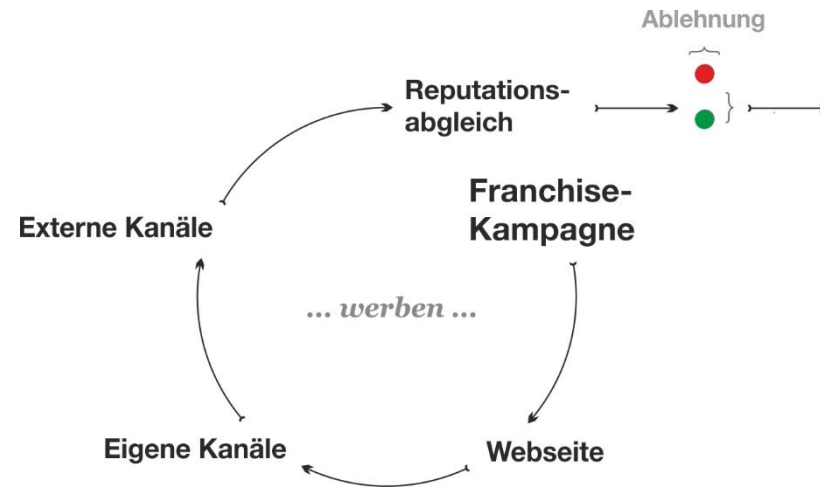 Ablehnung
Reputations-
abgleich
Franchise-
Kampagne
Externe Kanäle
... werben ...
Eigene Kanäle
Webseite